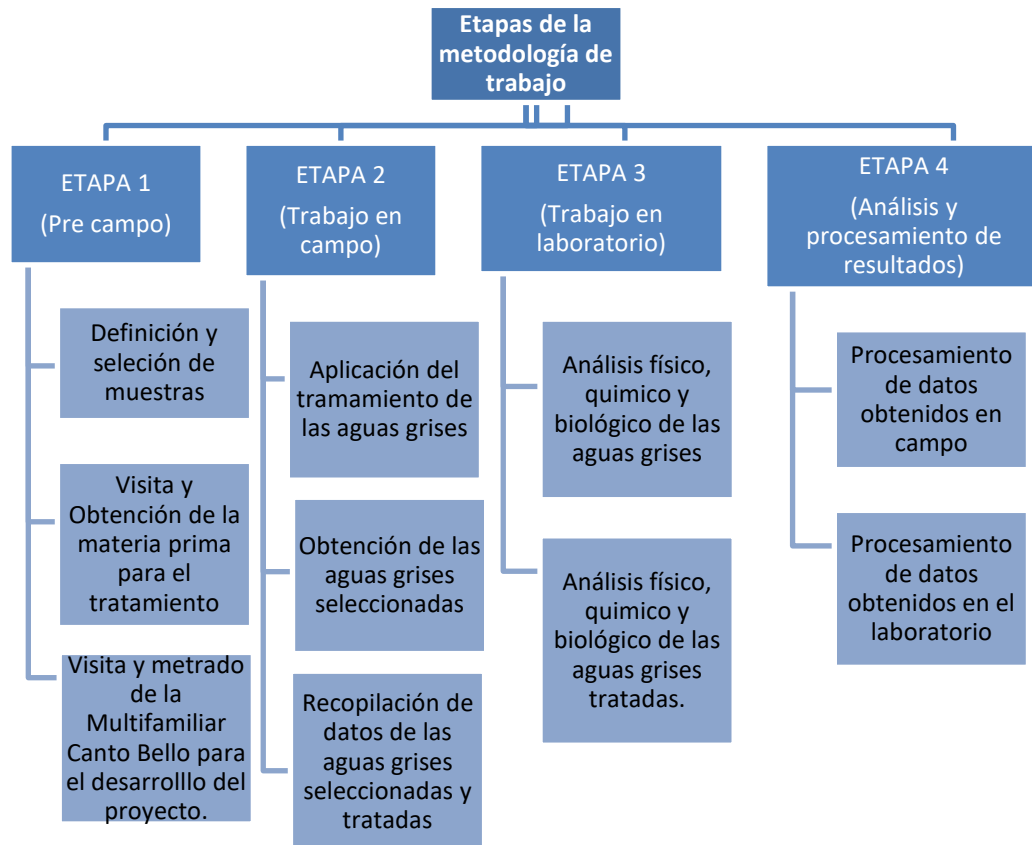 Etapas de la
metodología de
trabajo
ETAPA 1
(Pre campo)
Definición y
seleción de
muestras
Visita y
Obtención de la
materia prima
para el
tratamiento
Visita y metrado
de la
Multifamiliar
Canto Bello para
el desarrolllo del
proyecto.
ETAPA 2
(Trabajo en
campo)
Aplicación del
tramamiento de
las aguas grises
Obtención de las
aguas grises
seleccionadas
Recopilación de
datos de las
aguas grises
seleccionadas y
tratadas
ETAPA 3
(Trabajo en
laboratorio)
Análisis físico,
quimico y
biológico de las
aguas grises
Análisis físico,
quimico y
biológico de las
aguas grises
tratadas.
ETAPA 4
(Análisis y
procesamiento de
resultados)
Procesamiento
de datos
obtenidos en
campo
Procesamiento
de datos
obtenidos en el
laboratorio